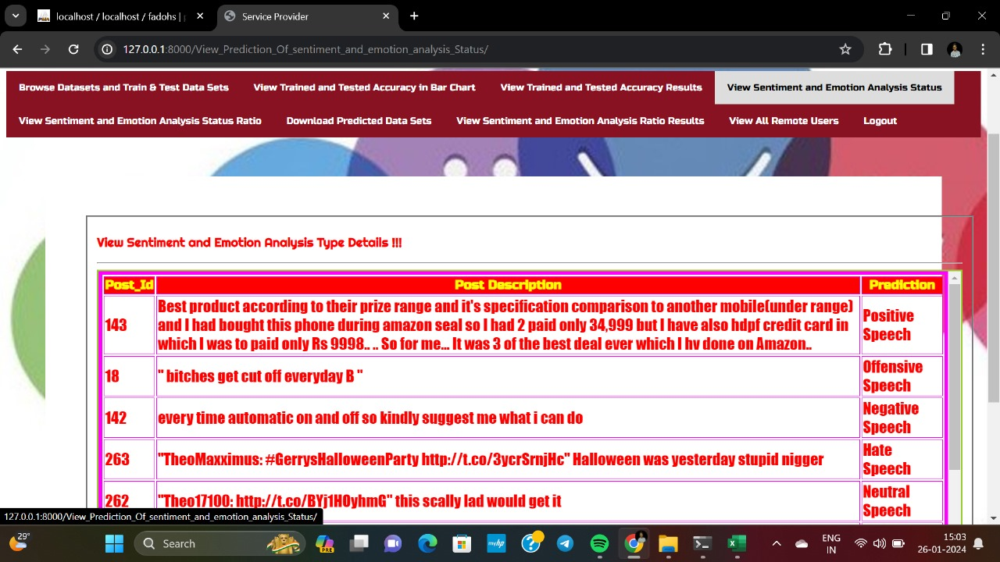 localhost / localhost / fadohs |
Service Provider
127.0.0.1:8000/View_Prediction_Of_sentiment_and_emotion_analysis_Status/
Browse Datasets and Train & Test Data Sets
View Trained and Tested Accuracy in Bar Chart
View Trained and Tested Accuracy Results
View Sentiment and Emotion Analysis Status
View Sentiment and Emotion Analysis Status Ratio
Download Predicted Data Sets
View Sentiment and Emotion Analysis Ratio Results
View All Remote Users
Logout
View Sentiment and Emotion Analysis Type Details !!!
Post_Id
Post Description
Prediction
143
Best product according to their prize range and it's specification comparison to another mobile(under range)
and I had bought this phone during amazon seal so I had 2 paid only 34,999 but I have also hdpf credit card in
which I was to paid only Rs 9998.. .. So for me... It was 3 of the best deal ever which I hv done on Amazon..
Positive
Speech
18
" bitches get cut off everyday B "
Offensive
Speech
142
every time automatic on and off so kindly suggest me what i can do
Negative
Speech
263
"TheoMaxximus: #GerrysHalloweenParty http://t.co/3ycrSrnjHc" Halloween was yesterday stupid nigger
Hate
Speech
262
"Theo17100: http://t.co/BYj1HOyhmG" this scally lad would get it
Neutral
Speech
127.0.0.1:8000/View_Prediction_Of_sentiment_and_emotion_analysis_Status/
29°
Search
PRE
myhp
ENG
IN
15:03
26-01-2024